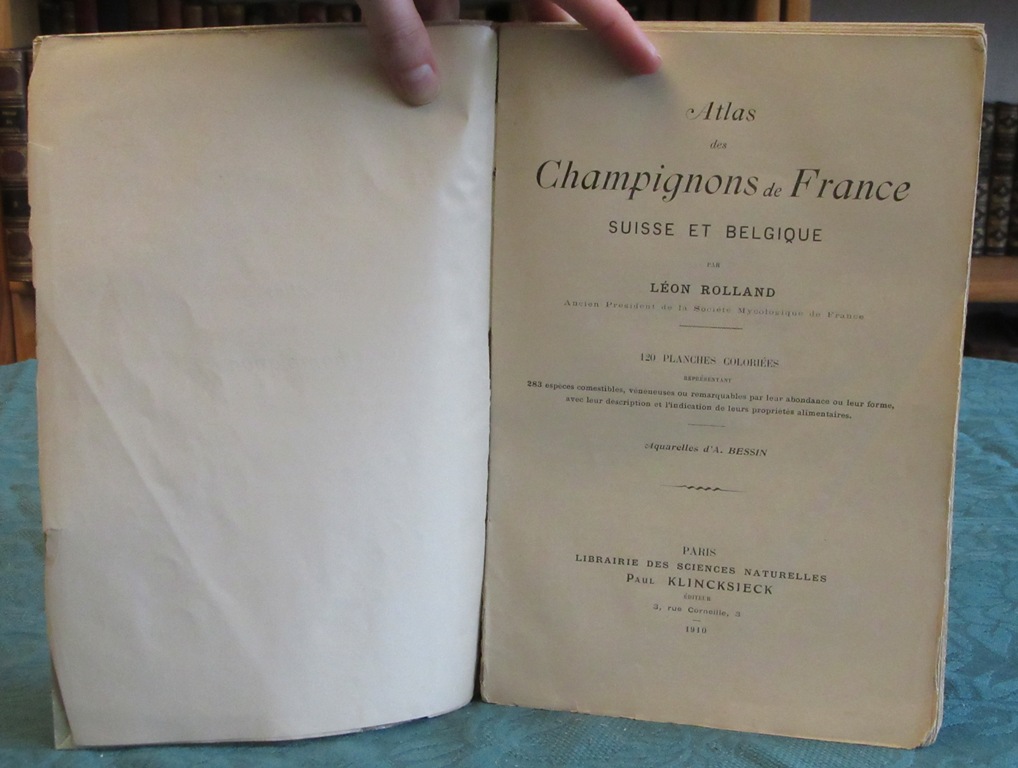 Atlas
des
Champignons de France
SUISSE ET BELGIQUE
PAR
LÉON ROLLAND
Ancien Président de la Société Mycologique de France
120 PLANCHES COLORIÉES
REPRÉSENTANT
283 espèces comestibles, vénéneuses ou remarquables par leur abondance ou leur forme,
avec leur description et l'indication de leurs propriétés alimentaires.
Aquarelles d'A. BESSIN
PARIS
LIBRAIRIE DES SCIENCES NATURELLES
PAUL KLINCKSIECK
ÉDITEUR
3, rue Corneille, 3
1910